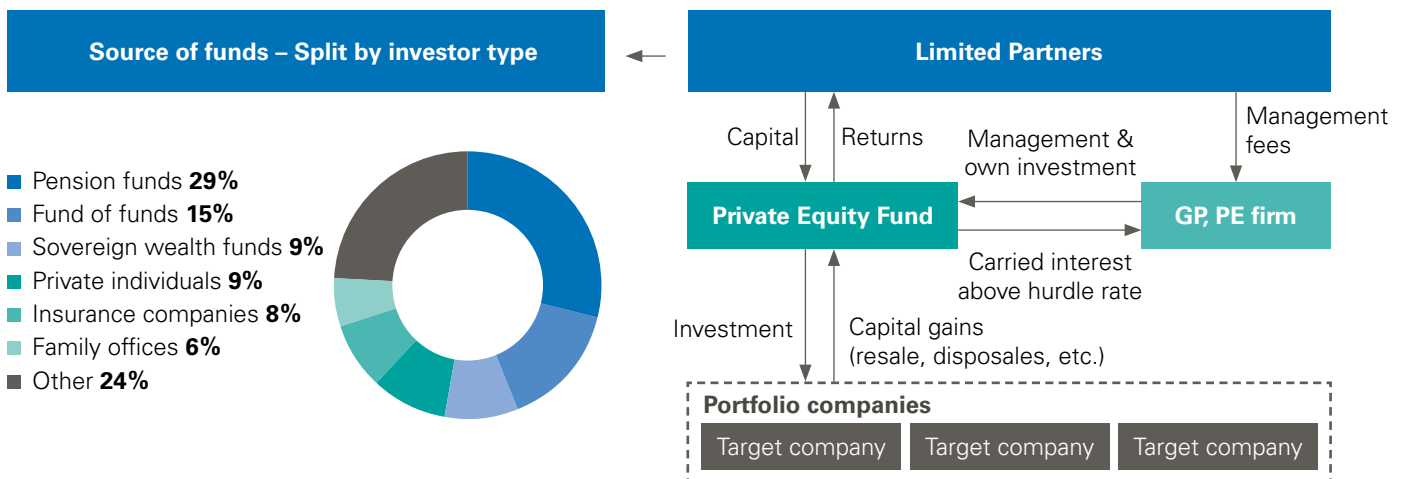 Source of funds – Split by investor type
Pension funds 29%
Fund of funds 15%
Sovereign wealth funds 9%
Private individuals 9%
Insurance companies 8%
Family offices 6%
Other 24%
Limited Partners
Capital
Returns
Management &
own investment
Management
fees
Private Equity Fund
GP, PE firm
Carried interest
above hurdle rate
Investment
Capital gains
(resale, disposales, etc.)
Portfolio companies
Target company
Target company
Target company